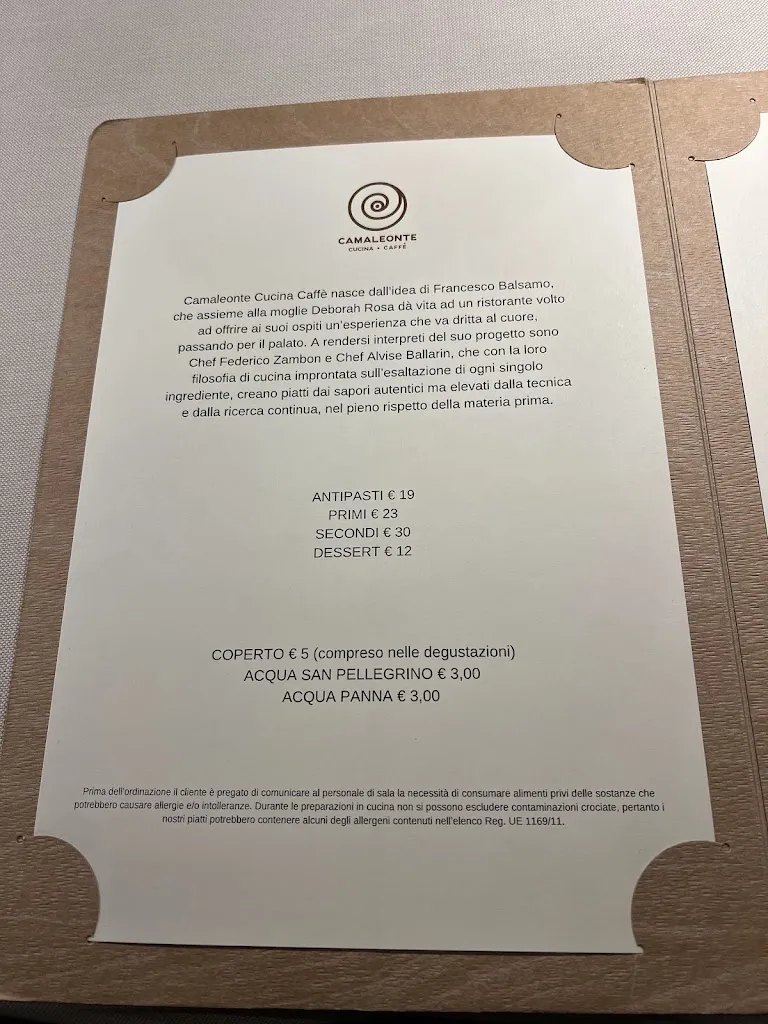 CAMALEONTE
CUCINA • CAFFÈ
Camaleonte Cucina Caffè nasce dall'idea di Francesco Balsamo,
che assieme alla moglie Deborah Rosa dà vita ad un ristorante volto
ad offrire ai suoi ospiti un'esperienza che va dritta al cuore,
passando per il palato. A rendersi interpreti del suo progetto sono
Chef Federico Zambon e Chef Alvise Ballarin, che con la loro
filosofia di cucina improntata sull'esaltazione di ogni singolo
ingrediente, creano piatti dai sapori autentici ma elevati dalla tecnica
e dalla ricerca continua, nel pieno rispetto della materia prima.
ANTIPASTI € 19
PRIMI € 23
SECONDI € 30
DESSERT € 12
COPERTO € 5 (compreso nelle degustazioni)
ACQUA SAN PELLEGRINO € 3,00
ACQUA PANNA € 3,00
Prima dell'ordinazione il cliente è pregato di comunicare al personale di sala la necessità di consumare alimenti privi delle sostanze che
potrebbero causare allergie e/o intolleranze. Durante le preparazioni in cucina non si possono escludere contaminazioni crociate, pertanto i
nostri piatti potrebbero contenere alcuni degli allergeni contenuti nell'elenco Reg. UE 1169/11.